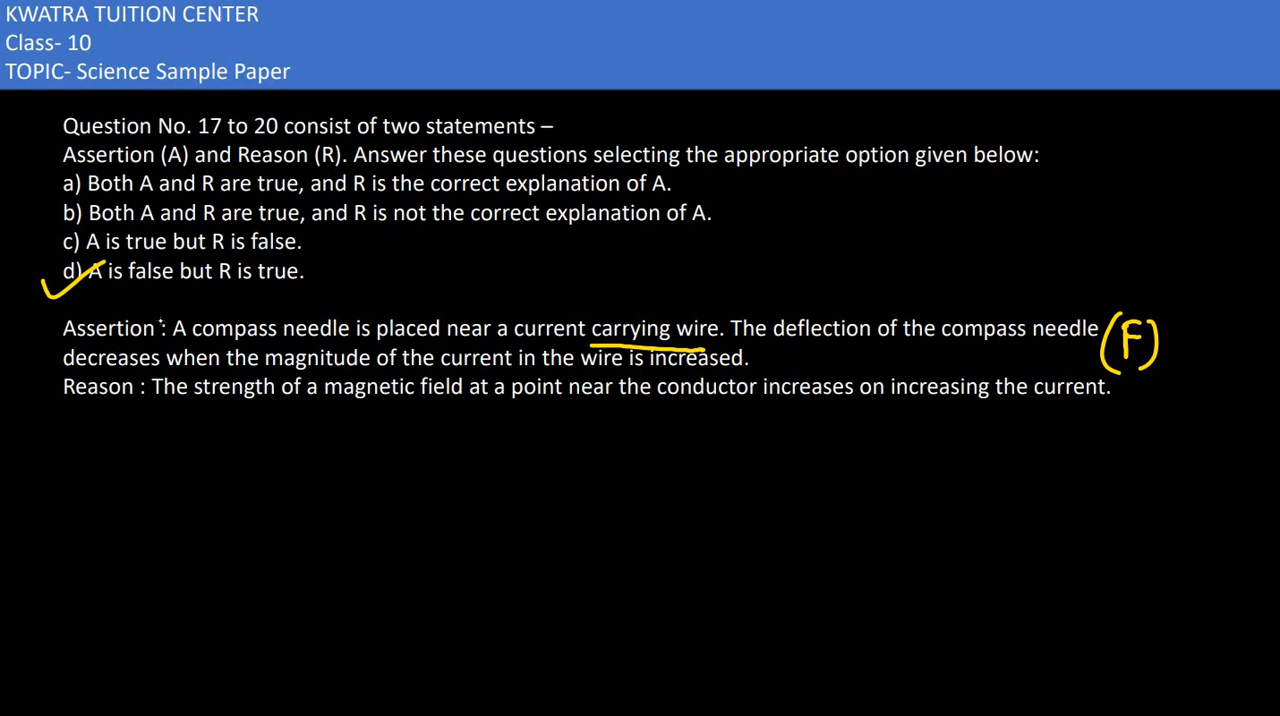 KWATRA TUITION CENTER
Class- 10
TOPIC- Science Sample Paper
Question No. 17 to 20 consist of two statements –
Assertion (A) and Reason (R). Answer these questions selecting the appropriate option given below:
a) Both A and R are true, and R is the correct explanation of A.
b) Both A and R are true, and R is not the correct explanation of A.
c) A is true but R is false.
d) A is false but R is true.
Assertion : A compass needle is placed near a current carrying wire. The deflection of the compass needle (F)
decreases when the magnitude of the current in the wire is increased.
Reason : The strength of a magnetic field at a point near the conductor increases on increasing the current.